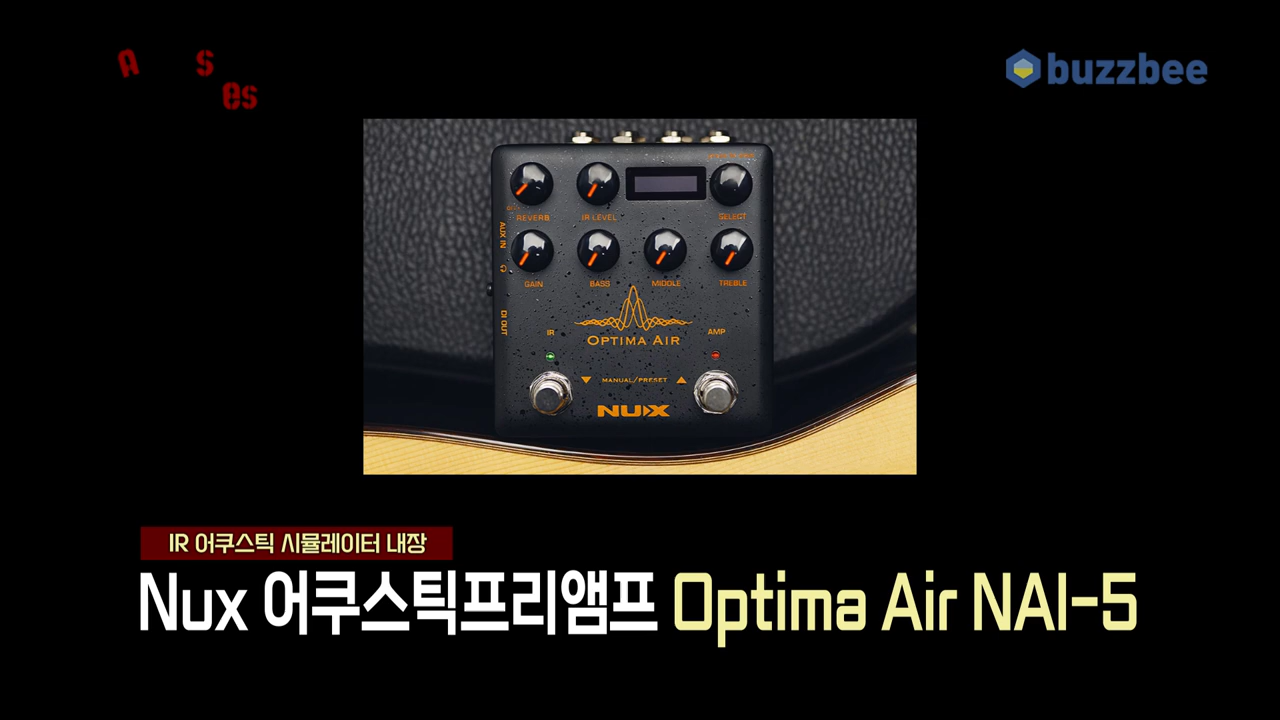 A s
es
buzzbee
REVERB
IR LEVEL
SELECT
AUX IN
GAIN
BASS
MIDDLE
TREBLE
DI OUT
IR
AMP
OPTIMA AIR
MANUAL/PRESET
NUX
IR 어쿠스틱 시뮬레이터 내장
Nux 어쿠스틱프리앰프 Optima Air NAI-5